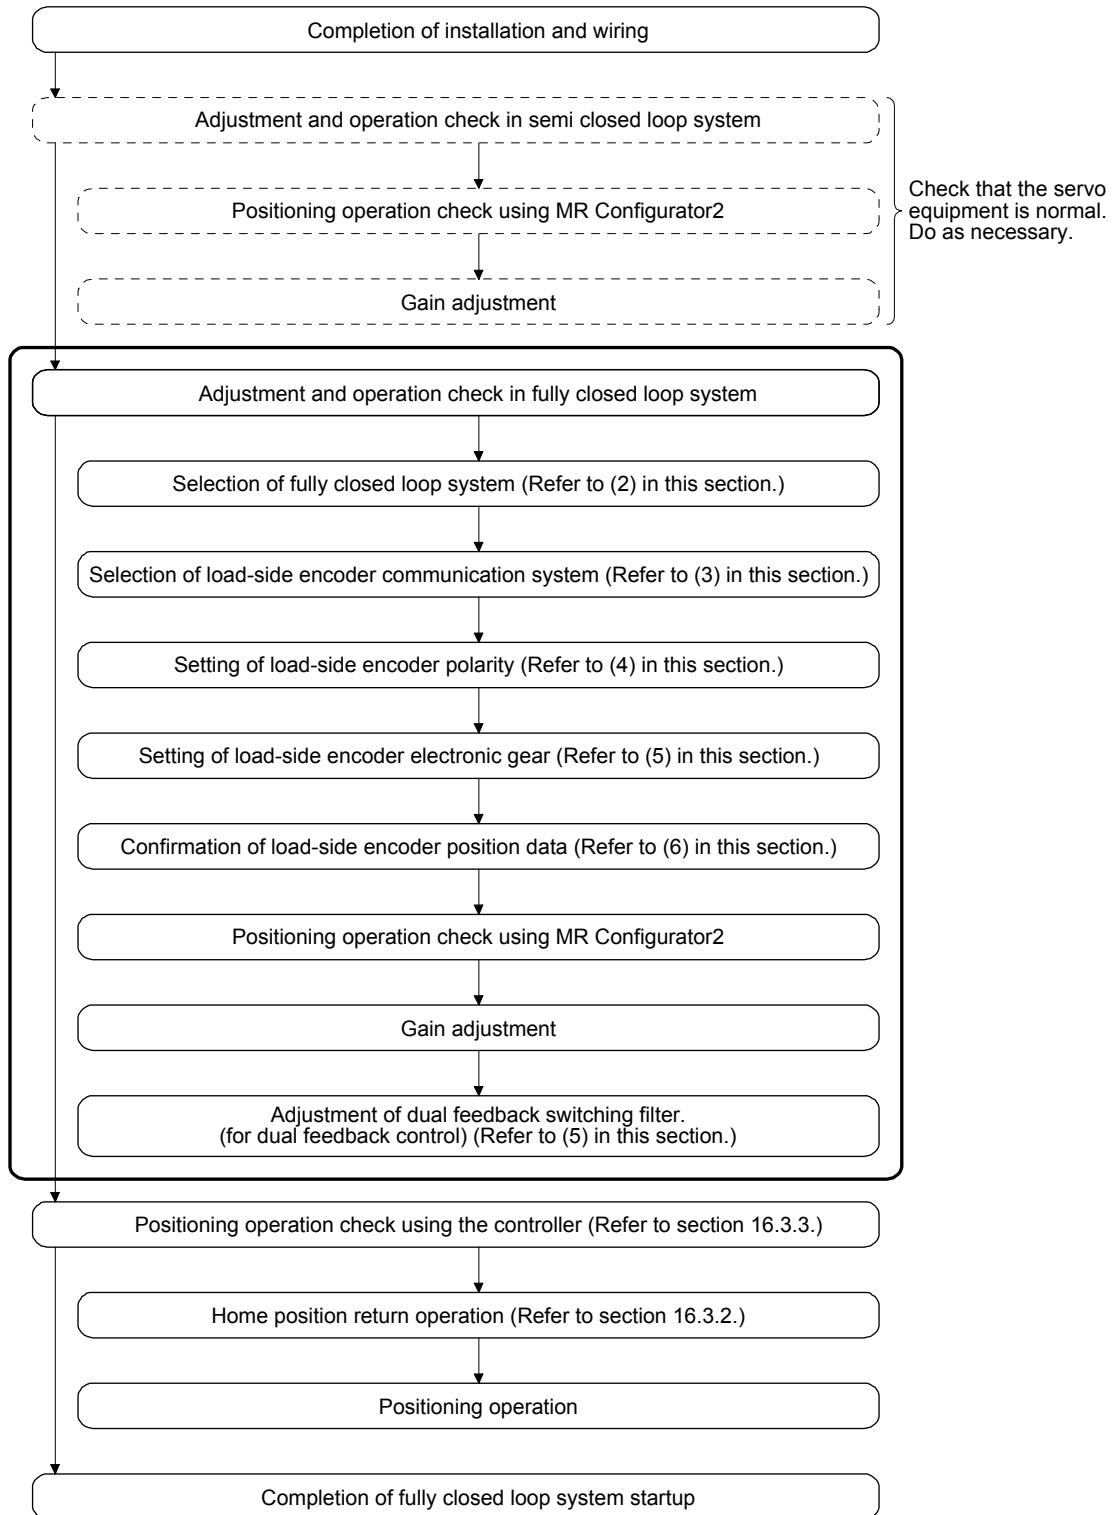 Completion of installation and wiring
Adjustment and operation check in semi closed loop system
Positioning operation check using MR Configurator2
Gain adjustment
Check that the servo
equipment is normal.
Do as necessary.
Adjustment and operation check in fully closed loop system
Selection of fully closed loop system (Refer to (2) in this section.)
Selection of load-side encoder communication system (Refer to (3) in this section.)
Setting of load-side encoder polarity (Refer to (4) in this section.)
Setting of load-side encoder electronic gear (Refer to (5) in this section.)
Confirmation of load-side encoder position data (Refer to (6) in this section.)
Positioning operation check using MR Configurator2
Gain adjustment
Adjustment of dual feedback switching filter.
(for dual feedback control) (Refer to (5) in this section.)
Positioning operation check using the controller (Refer to section 16.3.3.)
Home position return operation (Refer to section 16.3.2.)
Positioning operation
Completion of fully closed loop system startup